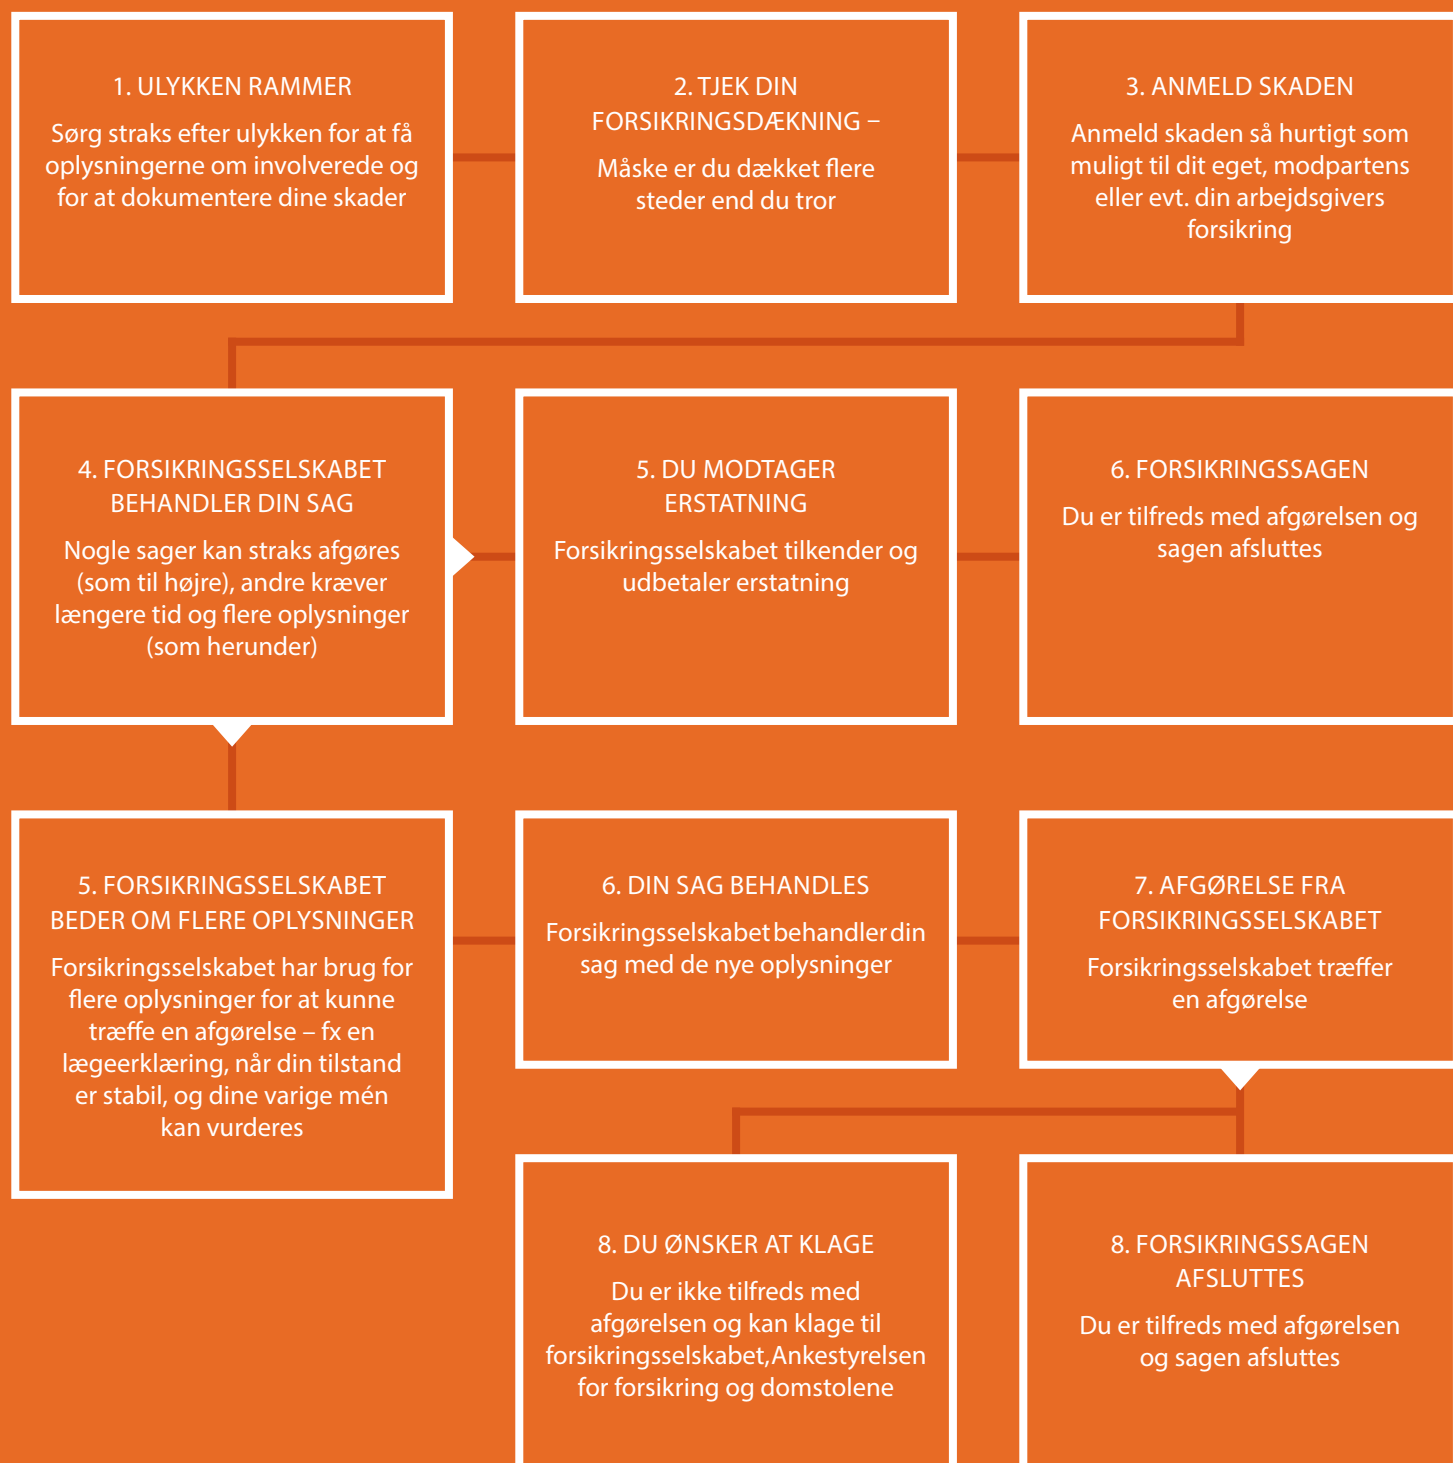 1. ULYKKEN RAMMER
Sørg straks efter ulykken for at få
oplysningerne om involverede og
for at dokumentere dine skader
2. TJEK DIN
FORSIKRINGSDÆKNING –
Måske er du dækket flere
steder end du tror
3. ANMELD SKADEN
Anmeld skaden så hurtigt som
muligt til dit eget, modpartens
eller evt. din arbejdsgivers
forsikring
4. FORSIKRINGSSELSKABET
BEHANDLER DIN SAG
Nogle sager kan straks afgøres
(som til højre), andre kræver
længere tid og flere oplysninger
(som herunder)
5. DU MODTAGER
ERSTATNING
Forsikringsselskabet tilkender og
udbetaler erstatning
6. FORSIKRINGSSAGEN
Du er tilfreds med afgørelsen og
sagen afsluttes
5. FORSIKRINGSSELSKABET
BEDER OM FLERE OPLYSNINGER
Forsikringsselskabet har brug for
flere oplysninger for at kunne
træffe en afgørelse – fx en
lægeerklæring, når din tilstand
er stabil, og dine varige mén
kan vurderes
6. DIN SAG BEHANDLES
Forsikringsselskabet behandler din
sag med de nye oplysninger
7. AFGØRELSE FRA
FORSIKRINGSSELSKABET
Forsikringsselskabet træffer
en afgørelse
8. DU ØNSKER AT KLAGE
Du er ikke tilfreds med
afgørelsen og kan klage til
forsikringsselskabet, Ankestyrelsen
for forsikring og domstolene
8. FORSIKRINGSSAGEN
AFSLUTTES
Du er tilfreds med afgørelsen
og sagen afsluttes